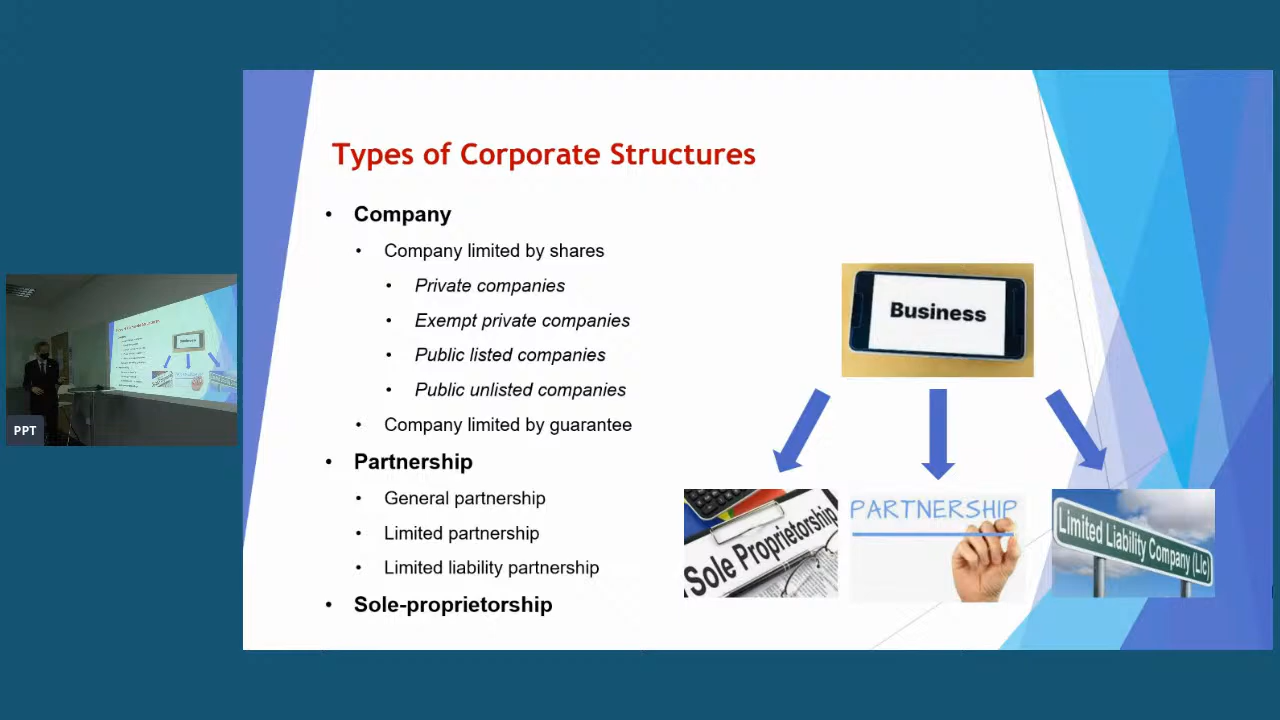 Types of Corporate Structures
• Company
• Company limited by shares
• Private companies
• Exempt private companies
• Public listed companies
• Public unlisted companies
• Company limited by guarantee
• Partnership
• General partnership
• Limited partnership
• Limited liability partnership
• Sole-proprietorship
Business
Sole Proprietorship
PARTNERSHIP
Limited Liability Company (Llc)
PPT